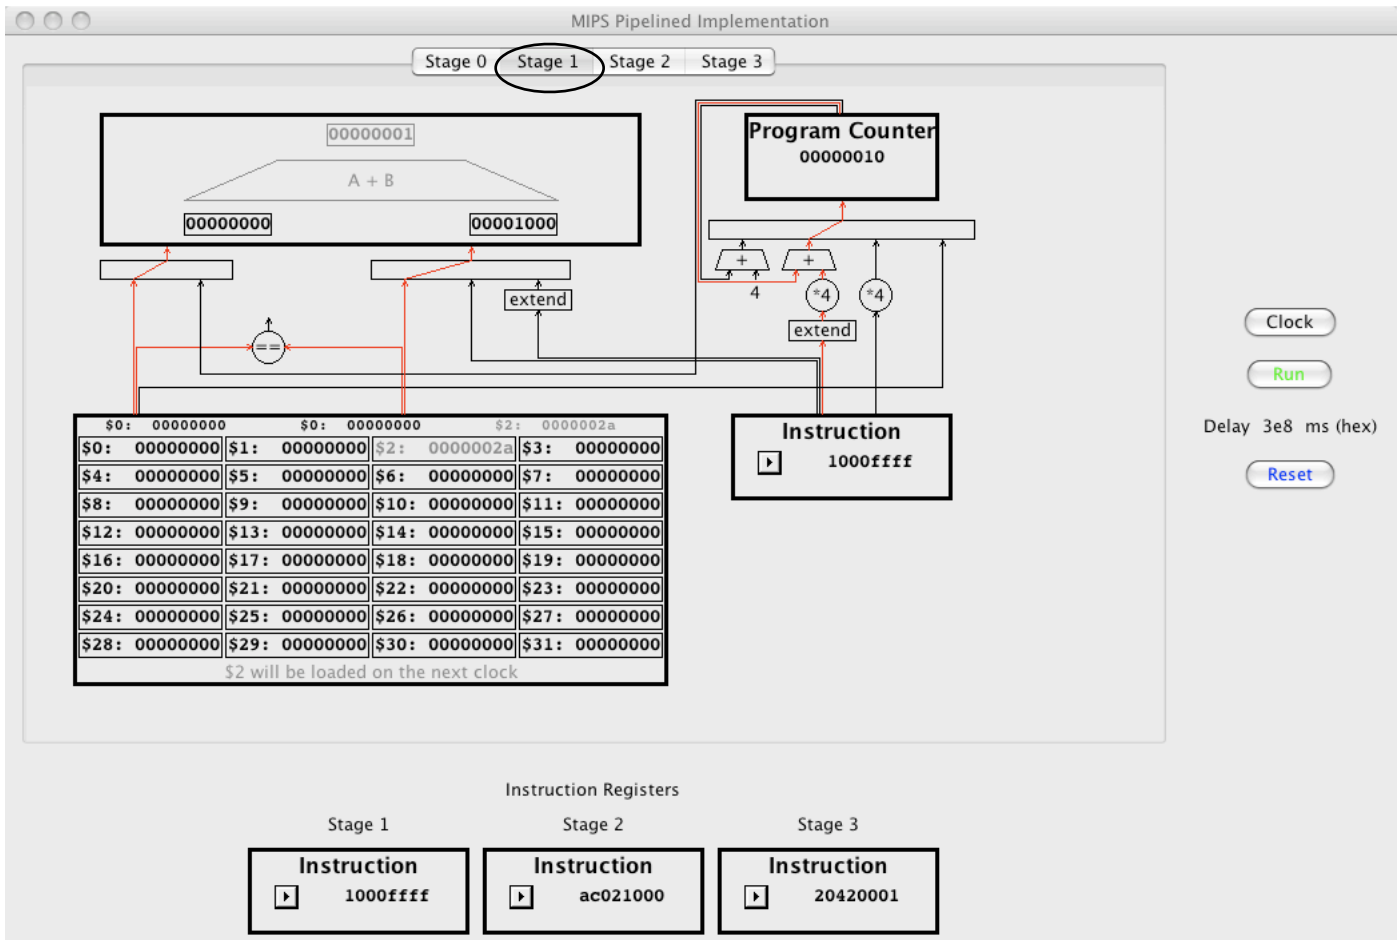 MIPS Pipelined Implementation
Stage 0 Stage 1 Stage 2 Stage 3
00000001
A + B
00000000 00001000
Program Counter
00000010
+ +
4
*4 *4
extend
extend
==
$0: 00000000 $0: 00000000 $2: 0000002a
$0: 00000000 $1: 00000000 $2: 0000002a $3: 00000000
$4: 00000000 $5: 00000000 $6: 00000000 $7: 00000000
$8: 00000000 $9: 00000000 $10: 00000000 $11: 00000000
$12: 00000000 $13: 00000000 $14: 00000000 $15: 00000000
$16: 00000000 $17: 00000000 $18: 00000000 $19: 00000000
$20: 00000000 $21: 00000000 $22: 00000000 $23: 00000000
$24: 00000000 $25: 00000000 $26: 00000000 $27: 00000000
$28: 00000000 $29: 00000000 $30: 00000000 $31: 00000000
$2 will be loaded on the next clock
Instruction
1000ffff
Clock
Run
Delay 3e8 ms (hex)
Reset
Instruction Registers
Stage 1 Stage 2 Stage 3
Instruction Instruction Instruction
1000ffff ac021000 20420001